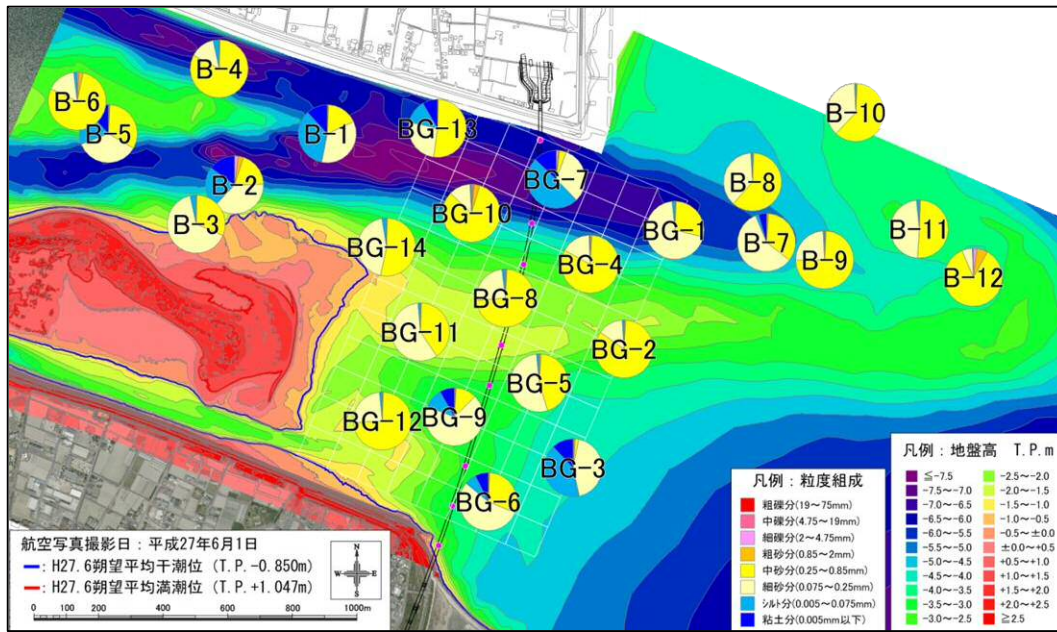 B-4
B-6
B-5
B-1
BG-13
B-10
B-2
BG-7
B-8
B-3
BG-10
BG-14
BG-1
B-7
B-11
BG-4
B-9
B-12
BG-8
BG-11
BG-2
BG-5
BG-12
BG-9
BG-3
BG-6
航空写真撮影日：平成27年6月1日
：H27.6朔望平均干潮位 (T.P.-0.850m)
：H27.6朔望平均満潮位 (T.P.+1.047m)
N
W
E
S
0 200 400 600 800 1000m
凡例：粒度組成
粗礫分(19～75mm)
中礫分(4.75～19mm)
細礫分(2～4.75mm)
粗砂分(0.85～2mm)
中砂分(0.25～0.85mm)
細砂分(0.075～0.25mm)
シルト分(0.005～0.075mm)
粘土分(0.005mm以下)
凡例：地盤高 T.P.m
≦-7.5
-7.5～-7.0
-7.0～-6.5
-6.5～-6.0
-6.0～-5.5
-5.5～-5.0
-5.0～-4.5
-4.5～-4.0
-4.0～-3.5
-3.5～-3.0
-3.0～-2.5
-2.5～-2.0
-2.0～-1.5
-1.5～-1.0
-1.0～-0.5
-0.5～±0.0
±0.0～+0.5
+0.5～+1.0
+1.0～+1.5
+1.5～+2.0
+2.0～+2.5
≧2.5